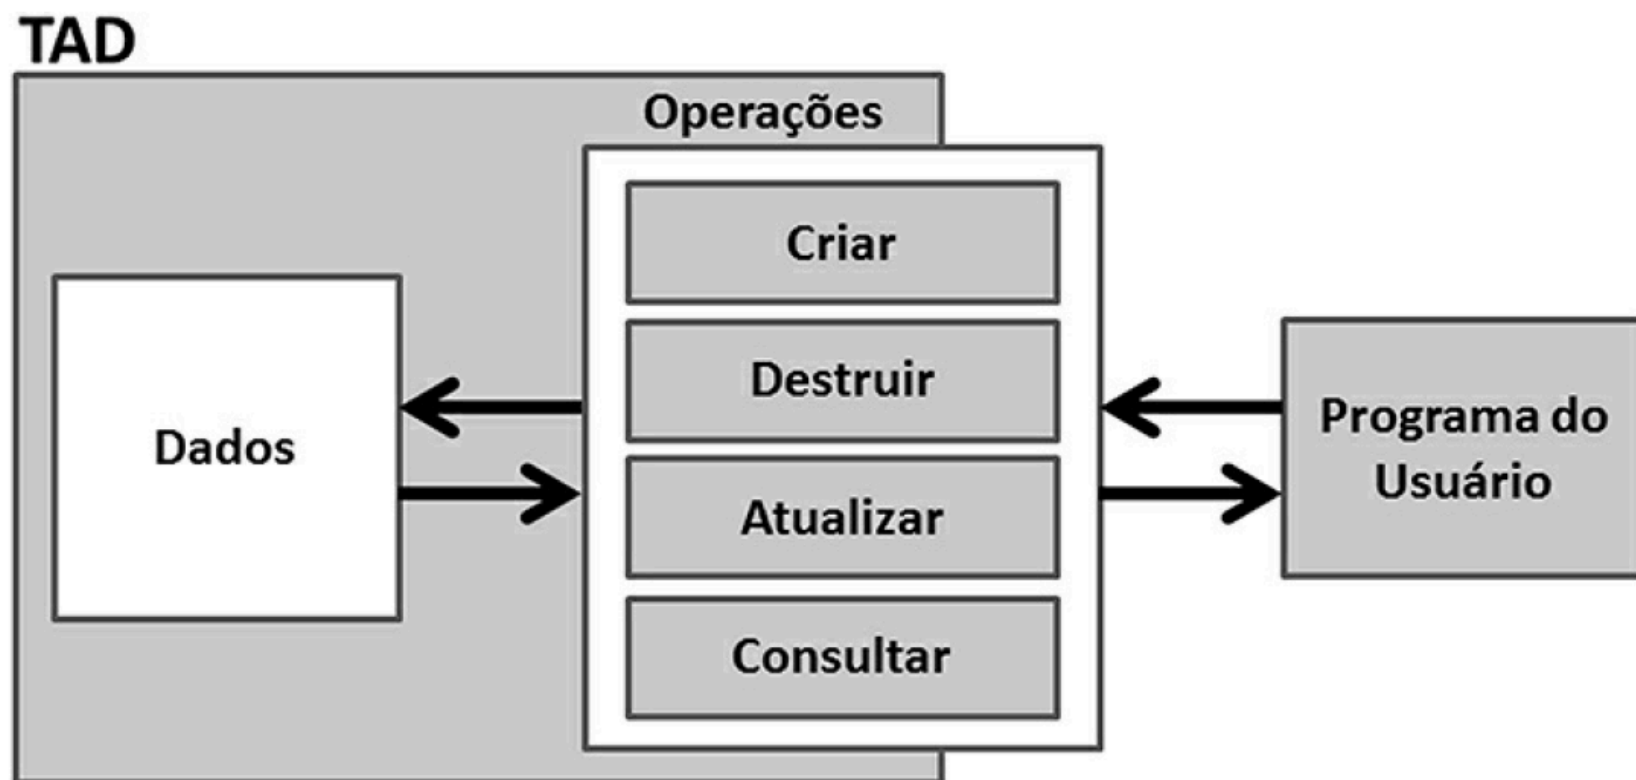 TAD
Operações
Criar
Destruir
Atualizar
Consultar
Dados
Programa do
Usuário